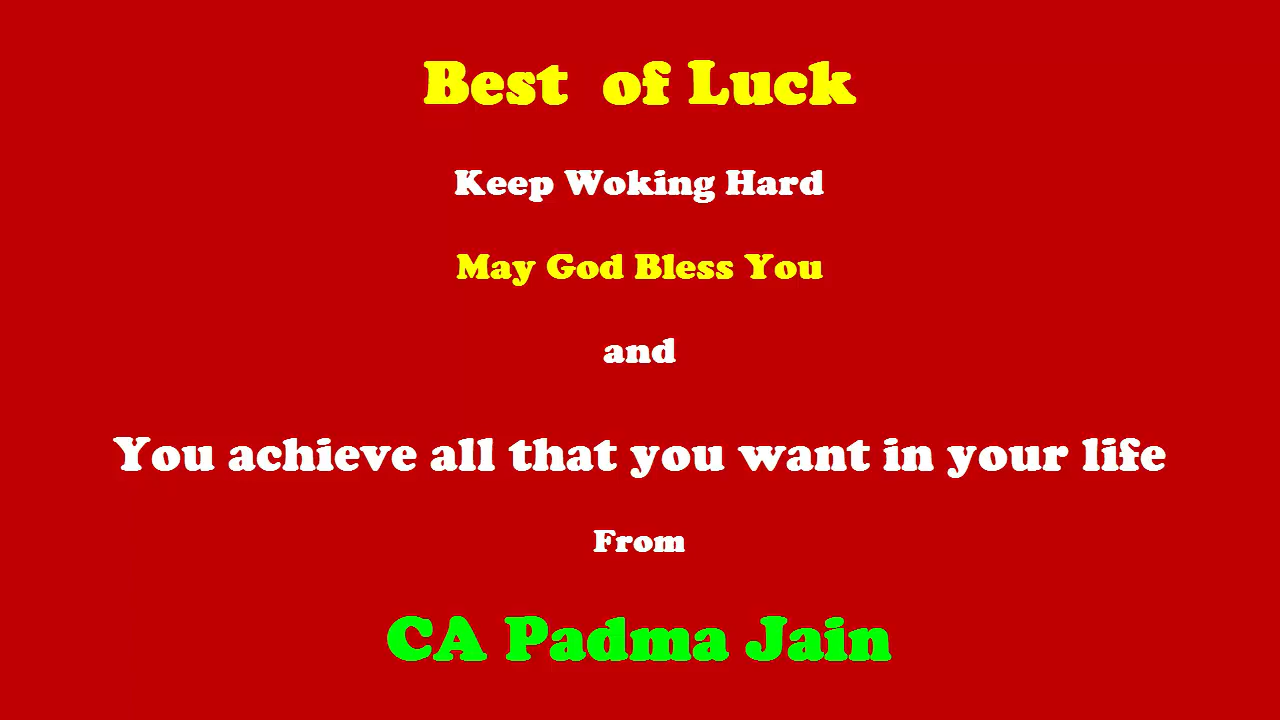 Best of Luck
Keep Woking Hard
May God Bless You
and
You achieve all that you want in your life
From
CA Padma Jain